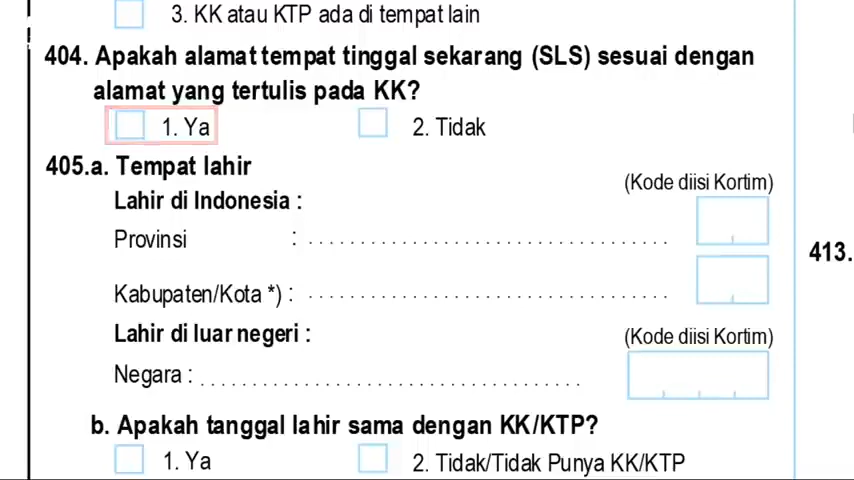 3. KK atau KTP ada di tempat lain
404. Apakah alamat tempat tinggal sekarang (SLS) sesuai dengan
alamat yang tertulis pada KK?
1. Ya 2. Tidak
405.a. Tempat lahir
(Kode diisi Kortim)
Lahir di Indonesia :
Provinsi : . . . . . . . . . . . . . . . . . . . . . . . . . . . . . . . . . . .
413.
Kabupaten/Kota *) : . . . . . . . . . . . . . . . . . . . . . . . . . . . . . . . . . . .
Lahir di luar negeri : (Kode diisi Kortim)
Negara : . . . . . . . . . . . . . . . . . . . . . . . . . . . . . . . . . . . . .
b. Apakah tanggal lahir sama dengan KK/KTP?
1. Ya 2. Tidak/Tidak Punya KK/KTP